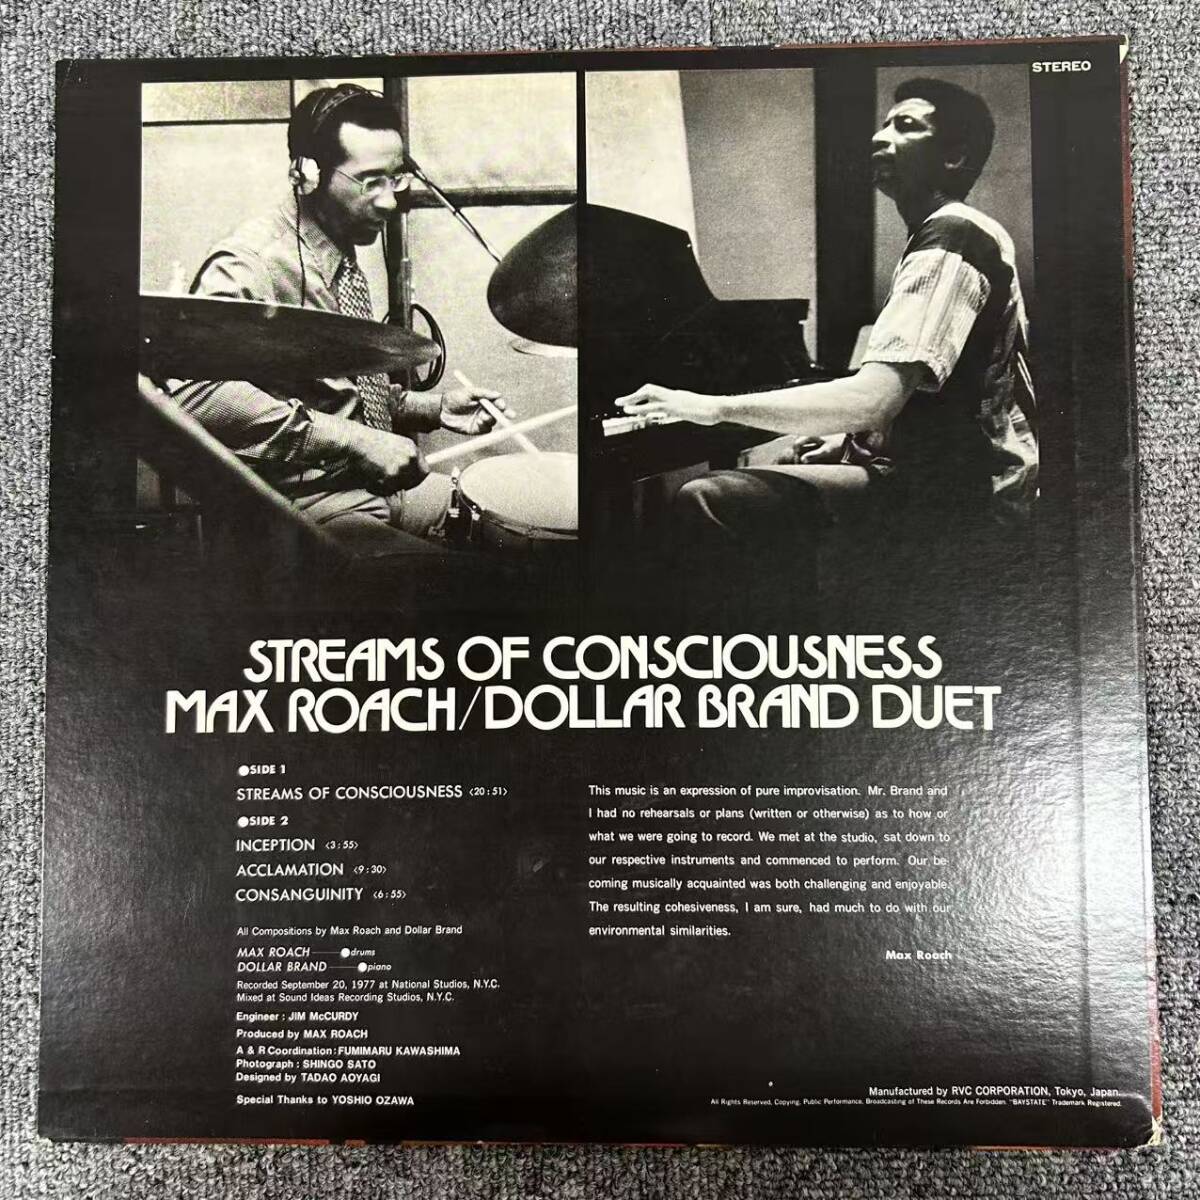 STEREO
STREAMS OF CONSCIOUSNESS
MAX ROACH/DOLLAR BRAND DUET
●SIDE 1
STREAMS OF CONSCIOUSNESS <20:51>
●SIDE 2
INCEPTION <3:55>
ACCLAMATION <9:30>
CONSANGUINITY <6:55>
All Compositions by Max Roach and Dollar Brand
MAX ROACH—●drums
DOLLAR BRAND—●piano
Recorded September 20, 1977 at National Studios, N.Y.C.
Mixed at Sound Ideas Recording Studios, N.Y.C.
Engineer : JIM McCURDY
Produced by MAX ROACH
A & R Coordination : FUMIMARU KAWASHIMA
Photograph : SHINGO SATO
Designed by TADAO AOYAGI
Special Thanks to YOSHIO OZAWA
This music is an expression of pure improvisation. Mr. Brand and
I had no rehearsals or plans (written or otherwise) as to how or
what we were going to record. We met at the studio, sat down to
our respective instruments and commenced to perform. Our be-
coming musically acquainted was both challenging and enjoyable.
The resulting cohesiveness, I am sure, had much to do with our
environmental similarities.
Max Roach
Manufactured by RVC CORPORATION, Tokyo, Japan.
All Rights Reserved, Copying, Public Performance, Broadcasting of These Records Are Forbidden. "BAYSTATE" Trademark Registered.